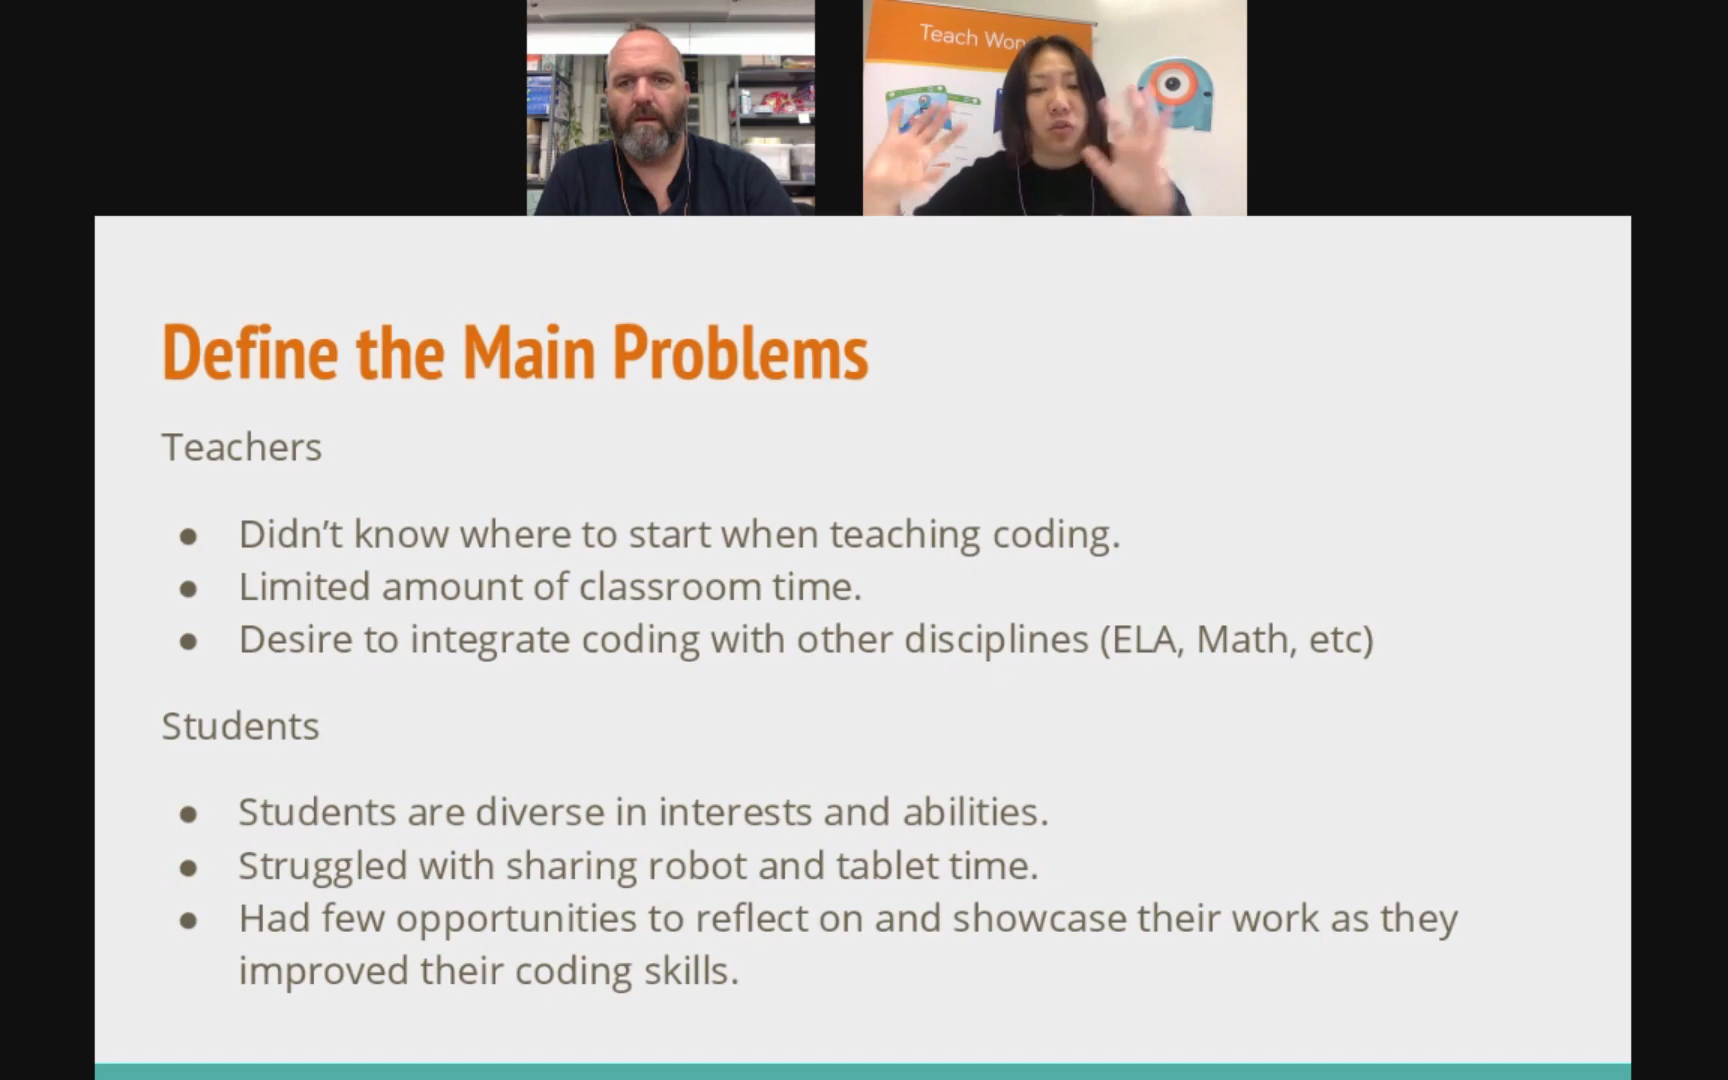 Teach Won
Define the Main Problems
Teachers
● Didn’t know where to start when teaching coding.
● Limited amount of classroom time.
● Desire to integrate coding with other disciplines (ELA, Math, etc)
Students
● Students are diverse in interests and abilities.
● Struggled with sharing robot and tablet time.
● Had few opportunities to reflect on and showcase their work as they
improved their coding skills.